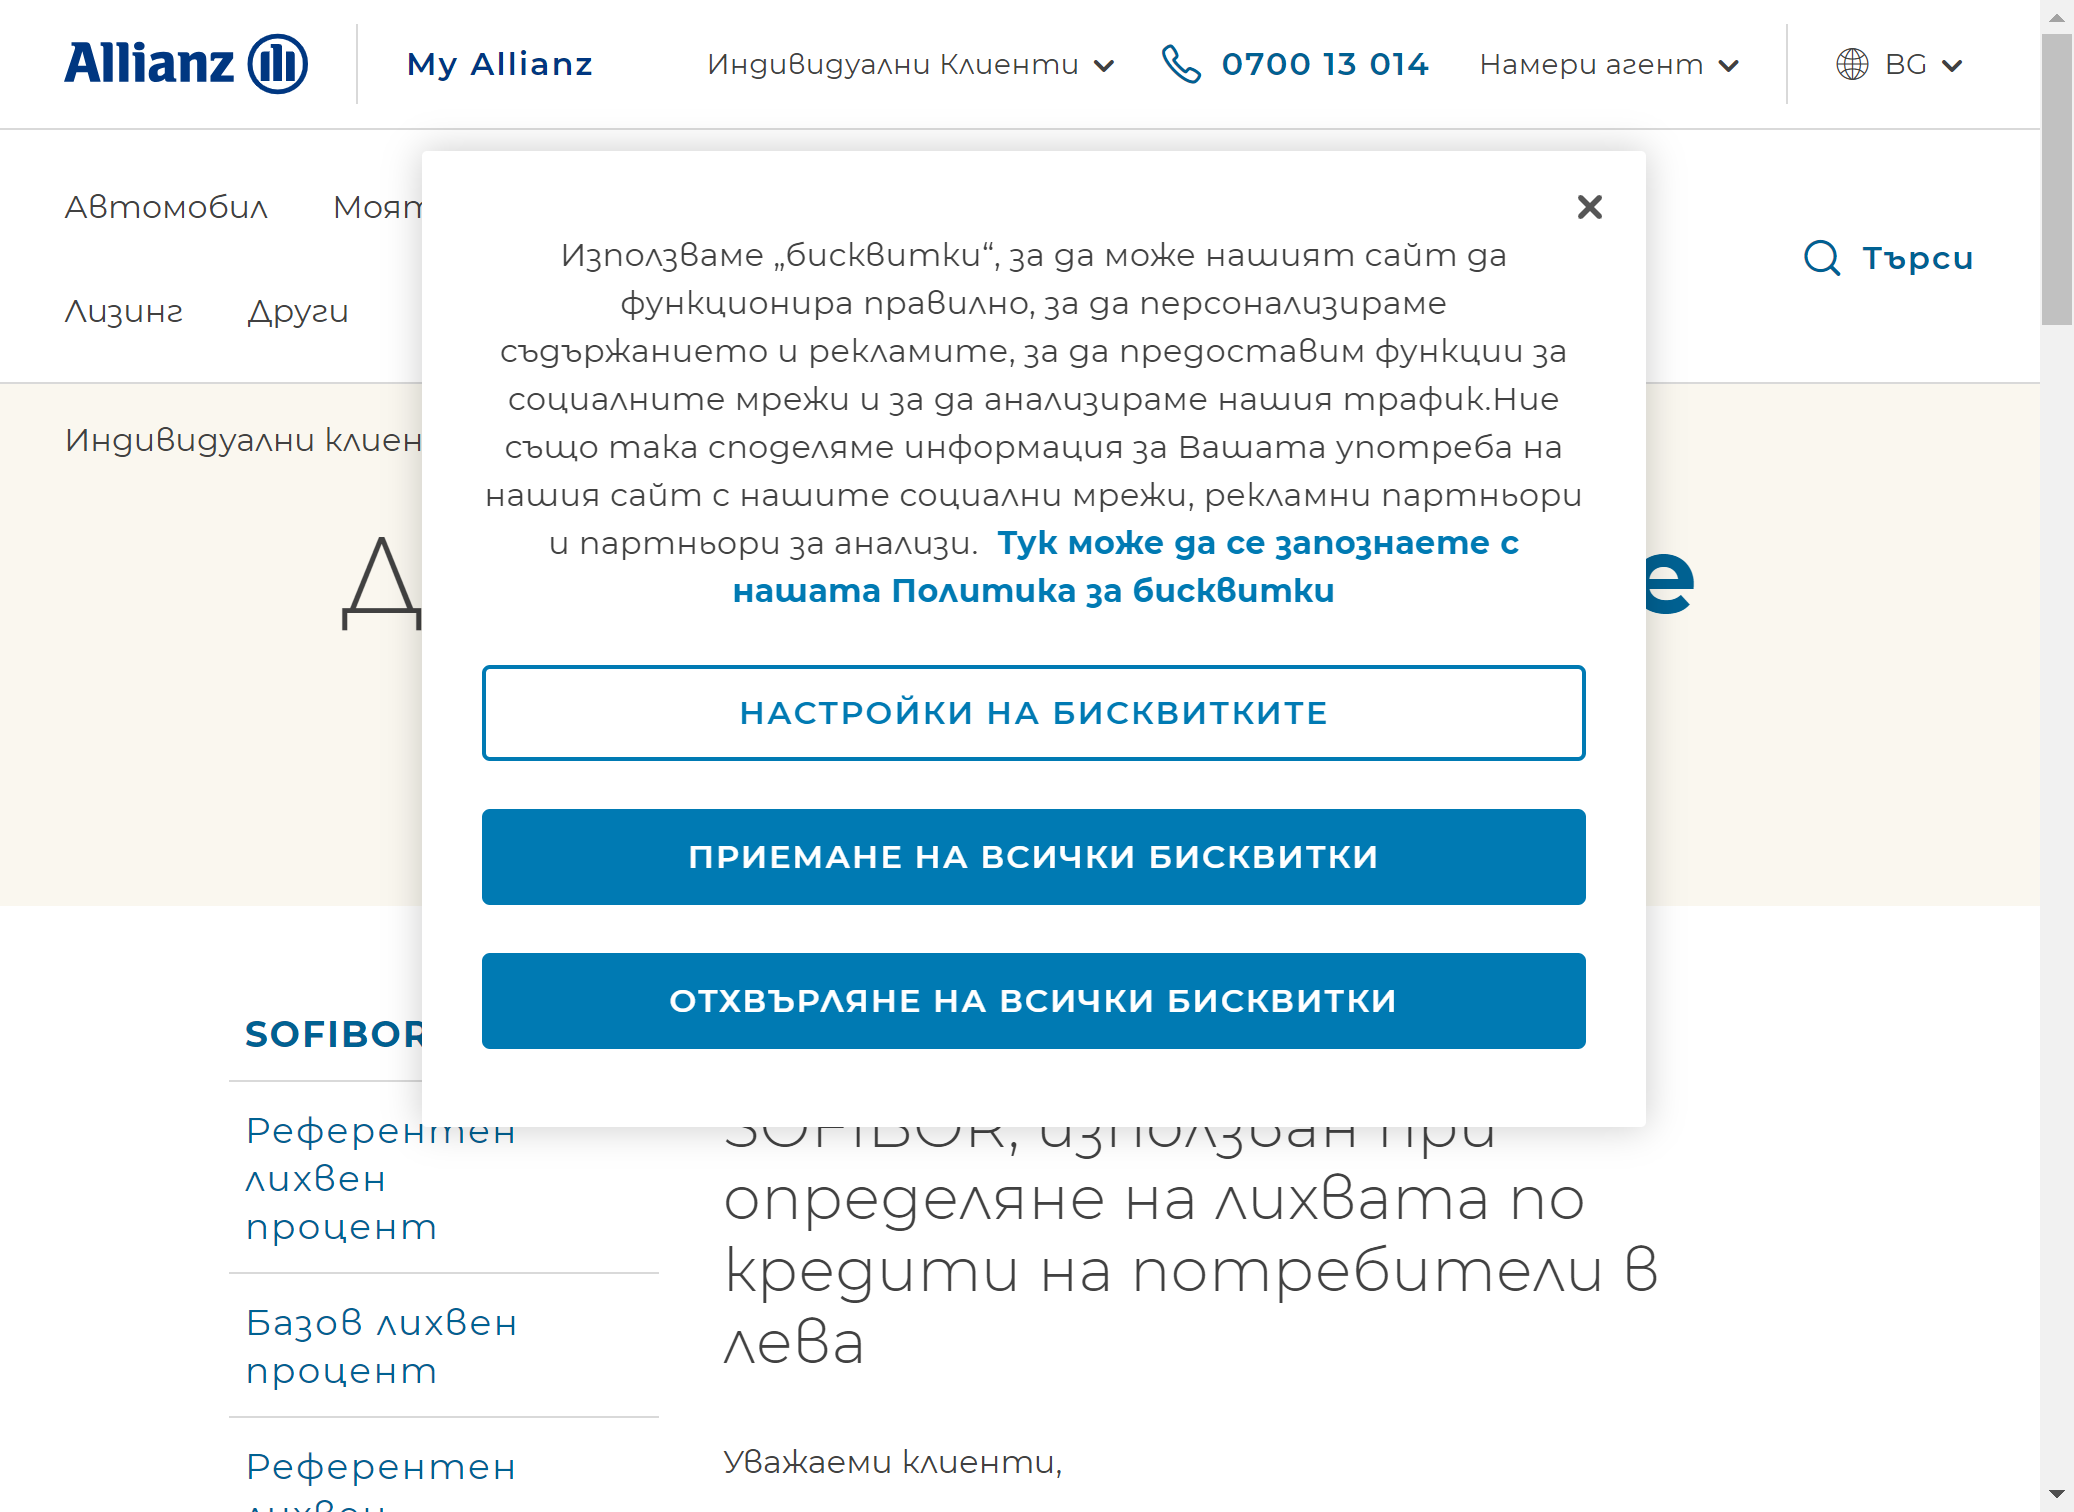 Allianz
My Allianz
Индивидуални Клиенти
0700 13 014
Намери агент
BG
Автомобил
Лизинг Други
Търси
Индивидуални
Използваме „бисквитки“, за да може нашият сайт да
функционира правилно, за да персонализираме
съдържанието и рекламите, за да предоставим функции за
социалните мрежи и за да анализираме нашия трафик.Ние
също така споделяме информация за Вашата употреба на
нашия сайт с нашите социални мрежи, рекламни партньори
и партньори за анализи. Тук може да се запознаете с
нашата Политика за бисквитки
НАСТРОЙКИ НА БИСКВИТКИТЕ
ПРИЕМАНЕ НА ВСИЧКИ БИСКВИТКИ
ОТХВЪРЛЯНЕ НА ВСИЧКИ БИСКВИТКИ
SOFIBOR
Референтен
лихвен
процент
Базов лихвен
процент
Референтен
лихвен
SOFIBOR, използван при
определяне на лихвата по
кредити на потребители в
лева
Уважаеми клиенти,